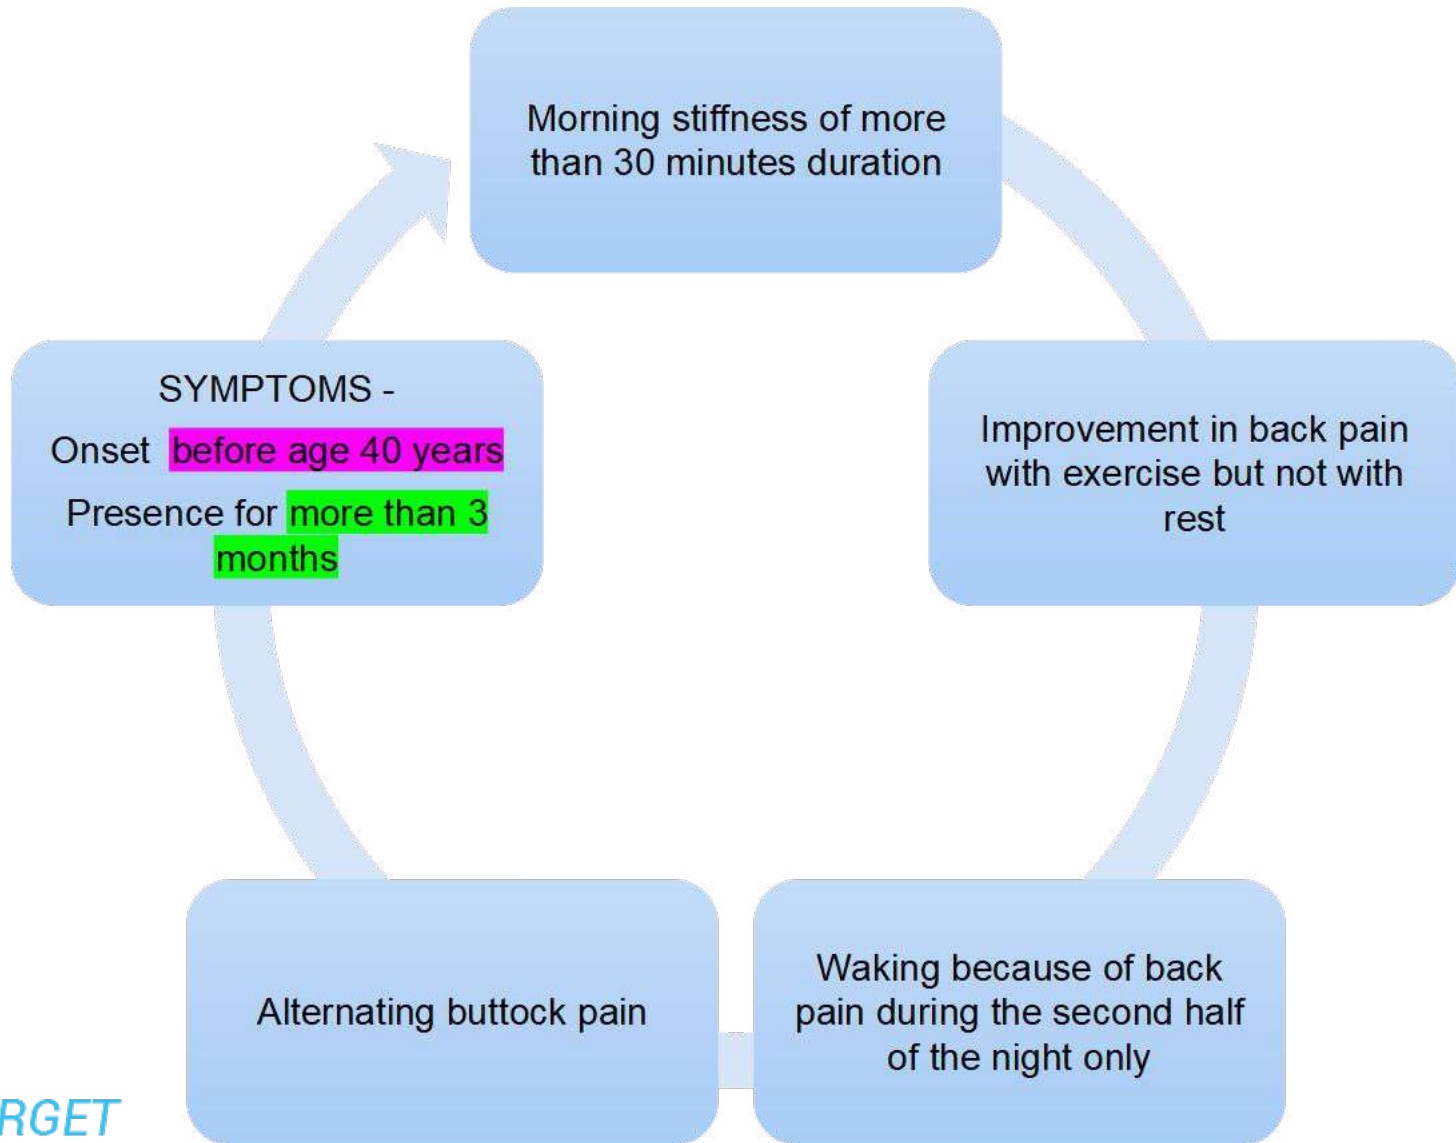 Morning stiffness of more
than 30 minutes duration
Improvement in back pain
with exercise but not with
rest
Waking because of back
pain during the second half
of the night only
Alternating buttock pain
SYMPTOMS -
Onset before age 40 years
Presence for more than 3
months
RGET